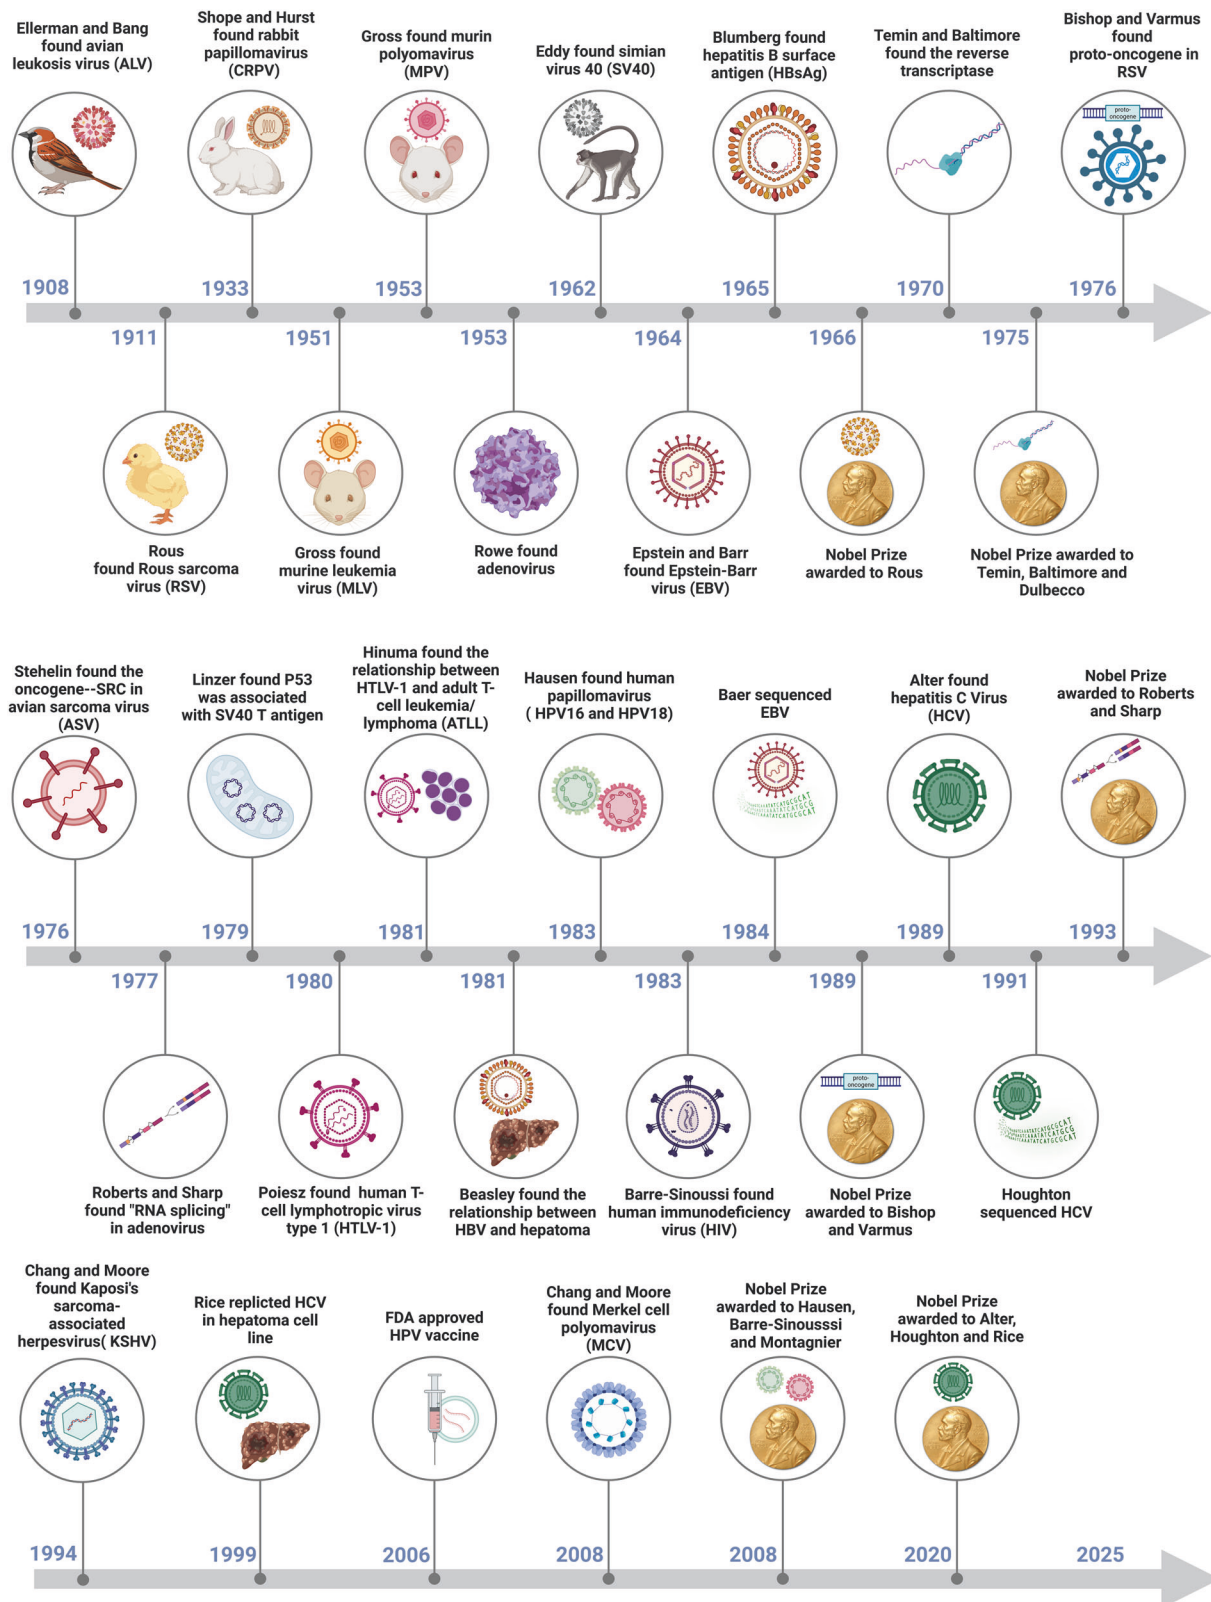 Ellerman and Bang
found avian
leukosis virus (ALV)
Shope and Hurst
found rabbit
papillomavirus
(CRPV)
Gross found murin
polyomavirus
(MPV)
Eddy found simian
virus 40 (SV40)
Blumberg found
hepatitis B surface
antigen (HBsAg)
Temin and Baltimore
found the reverse
transcriptase
Bishop and Varmus
found
proto-oncogene in
RSV
proto-
oncogene
1908
1933
1953
1962
1965
1970
1976
1911
1951
1953
1964
1966
1975
Rous
found Rous sarcoma
virus (RSV)
Gross found
murine leukemia
virus (MLV)
Rowe found
adenovirus
Epstein and Barr
found Epstein-Barr
virus (EBV)
Nobel Prize
awarded to Rous
Nobel Prize awarded to
Temin, Baltimore and
Dulbecco
Stehelin found the
oncogene--SRC in
avian sarcoma virus
(ASV)
Linzer found P53
was associated
with SV40 T antigen
Hinuma found the
relationship between
HTLV-1 and adult T-
cell leukemia/
lymphoma (ATLL)
Hausen found human
papillomavirus
( HPV16 and HPV18)
Baer sequenced
EBV
Alter found
hepatitis C Virus
(HCV)
Nobel Prize
awarded to Roberts
and Sharp
1976
1979
1981
1983
1984
1989
1993
1977
1980
1981
1983
1989
1991
proto-
oncogene
Roberts and Sharp
found "RNA splicing"
in adenovirus
Poiesz found human T-
cell lymphotropic virus
type 1 (HTLV-1)
Beasley found the
relationship between
HBV and hepatoma
Barre-Sinoussi found
human immunodeficiency
virus (HIV)
Nobel Prize
awarded to Bishop
and Varmus
Houghton
sequenced HCV
Chang and Moore
found Kaposi's
sarcoma-
associated
herpesvirus( KSHV)
Rice replicted HCV
in hepatoma cell
line
FDA approved
HPV vaccine
Chang and Moore
found Merkel cell
polyomavirus
(MCV)
Nobel Prize
awarded to Hausen,
Barre-Sinousssi
and Montagnier
Nobel Prize
awarded to Alter,
Houghton and Rice
1994
1999
2006
2008
2008
2020
2025